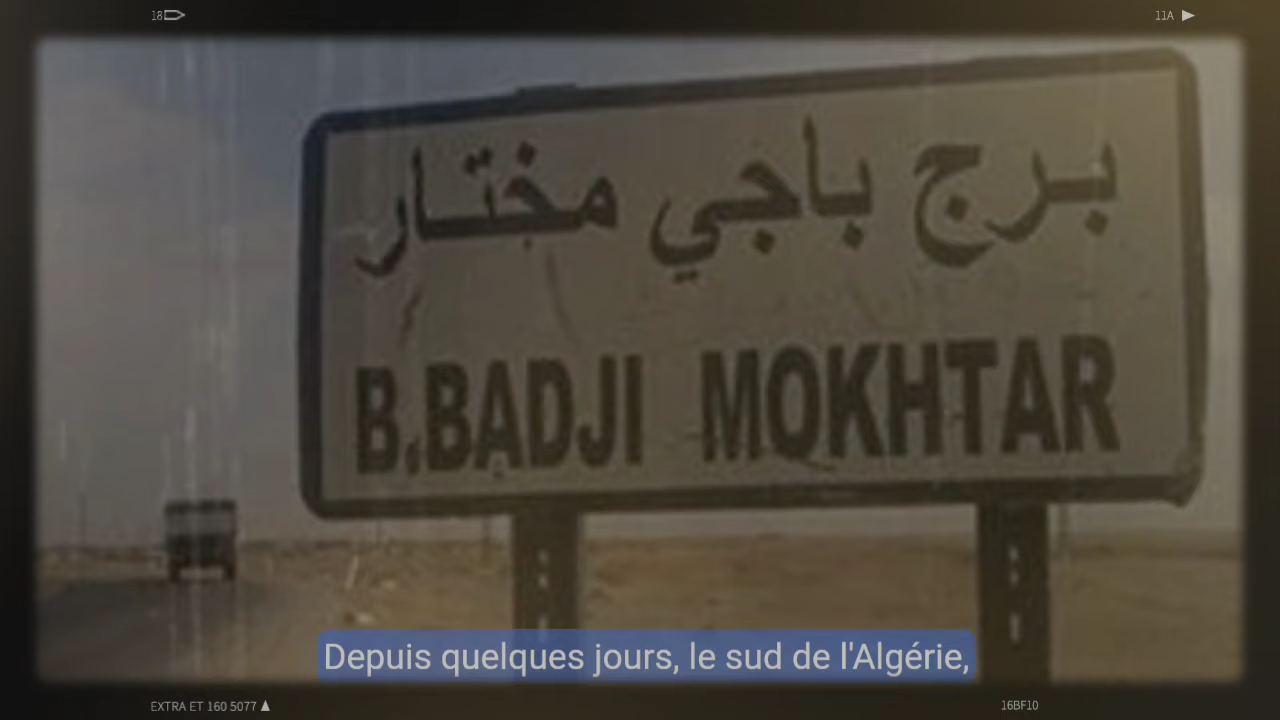 18
11A
برج باجي مختار
B.BADJI MOKHTAR
Depuis quelques jours, le sud de l'Algérie,
EXTRA ET 160 5077
16BF10